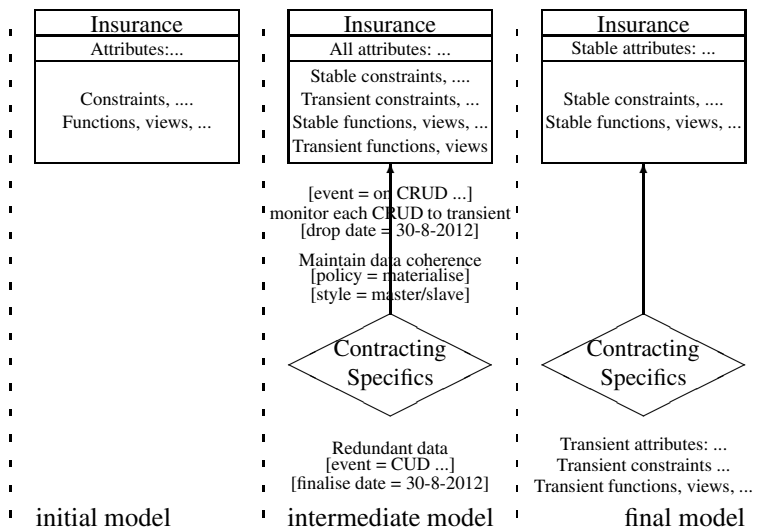 Insurance
Attributes:...
Constraints, ....
Functions, views, ...
initial model
Insurance
All attributes: ...
Stable constraints, ....
Transient constraints, ...
Stable functions, views, ...
Transient functions, views
[event = on CRUD ...]
monitor each CRUD to transient
[drop date = 30-8-2012]
Maintain data coherence
[policy = materialise]
[style = master/slave]
Contracting
Specifics
Redundant data
[event = CUD ...]
[finalise date = 30-8-2012]
intermediate model
Insurance
Stable attributes: ...
Stable constraints, ....
Stable functions, views, ...
Contracting
Specifics
Transient attributes: ...
Transient constraints ...
Transient functions, views, ...
final model